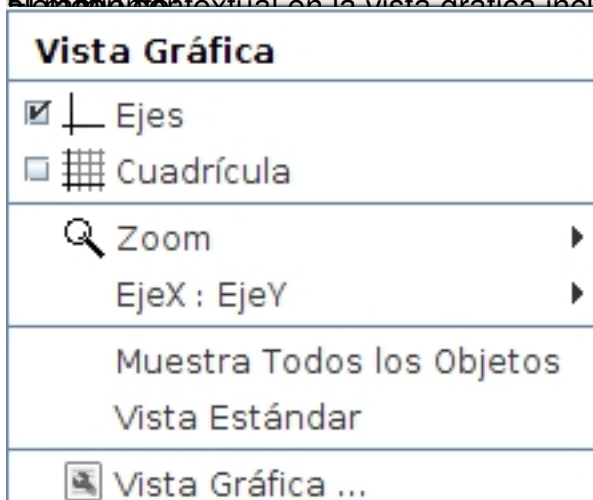 Vista Gráfica
Ejes
Cuadrícula
Zoom
EjeX : EjeY
Muestra Todos los Objetos
Vista Estándar
Vista Gráfica ...